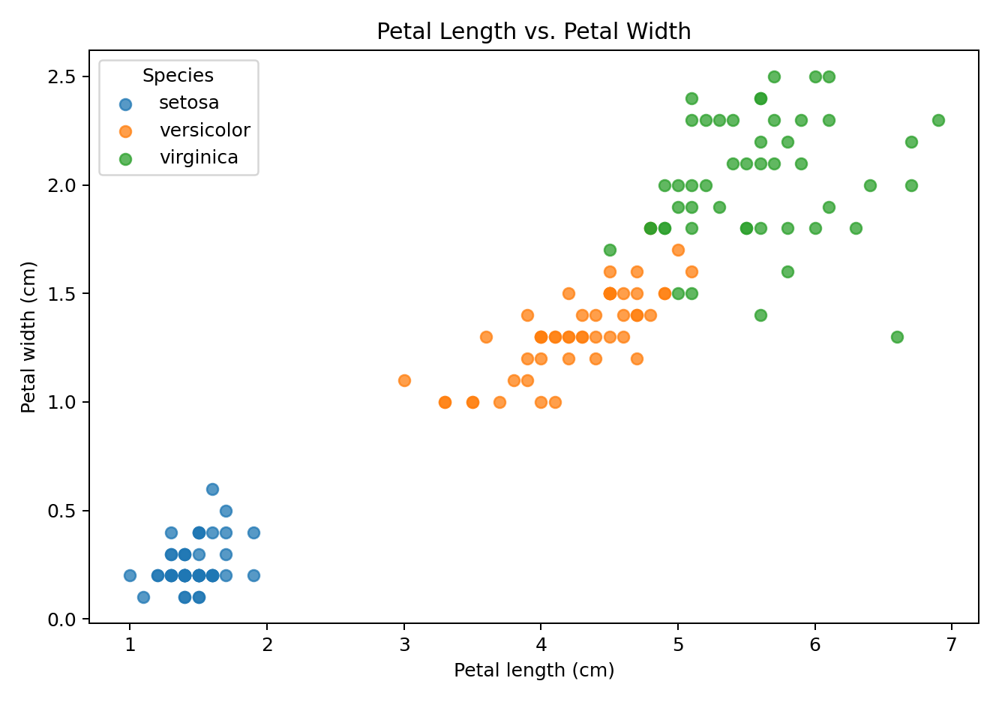 Petal Length vs. Petal Width
Species
setosa
versicolor
virginica
Petal width (cm)
2.5
2.0
1.5
1.0
0.5
0.0
1 2 3 4 5 6 7
Petal length (cm)